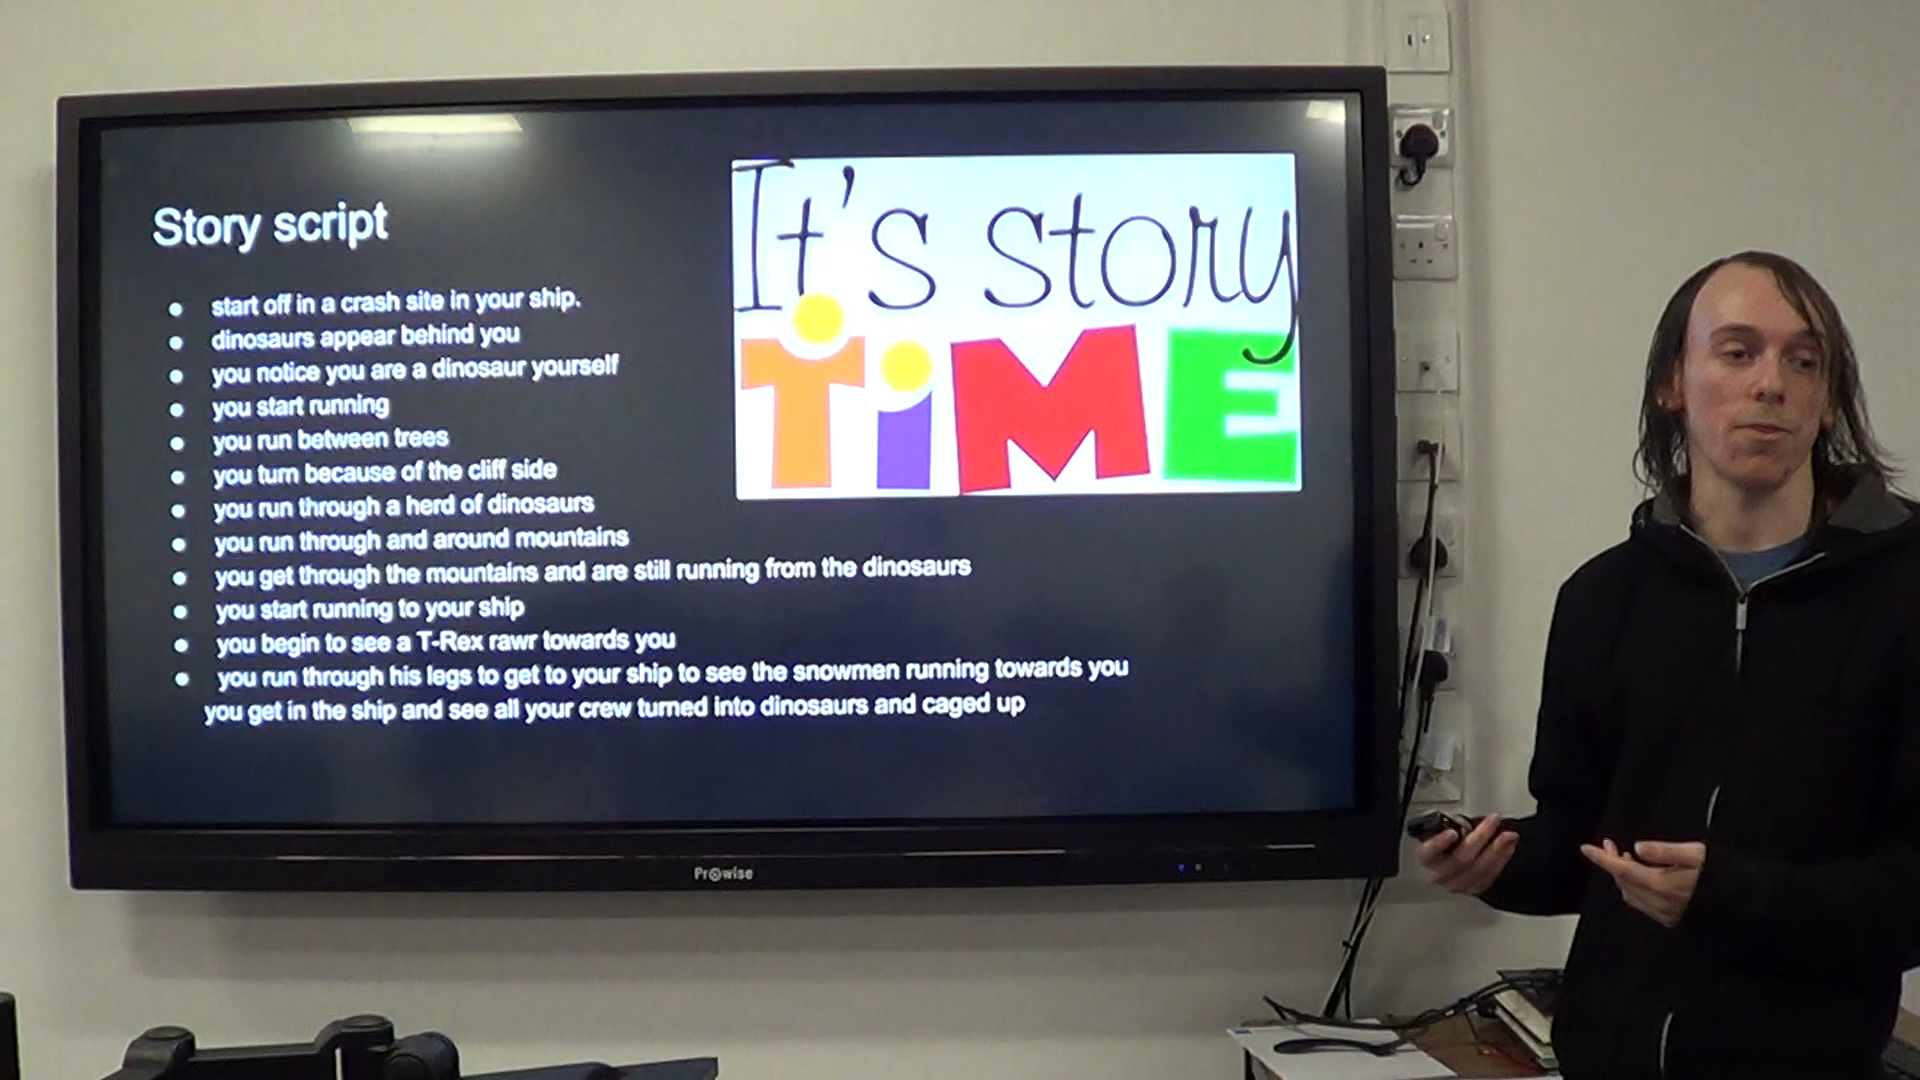 Story script
It's story
TiME
● start off in a crash site in your ship.
● dinosaurs appear behind you
● you notice you are a dinosaur yourself
● you start running
● you run between trees
● you turn because of the cliff side
● you run through a herd of dinosaurs
● you run through and around mountains
● you get through the mountains and are still running from the dinosaurs
● you start running to your ship
● you begin to see a T-Rex rawr towards you
● you run through his legs to get to your ship to see the snowmen running towards you
you get in the ship and see all your crew turned into dinosaurs and caged up
Prowise